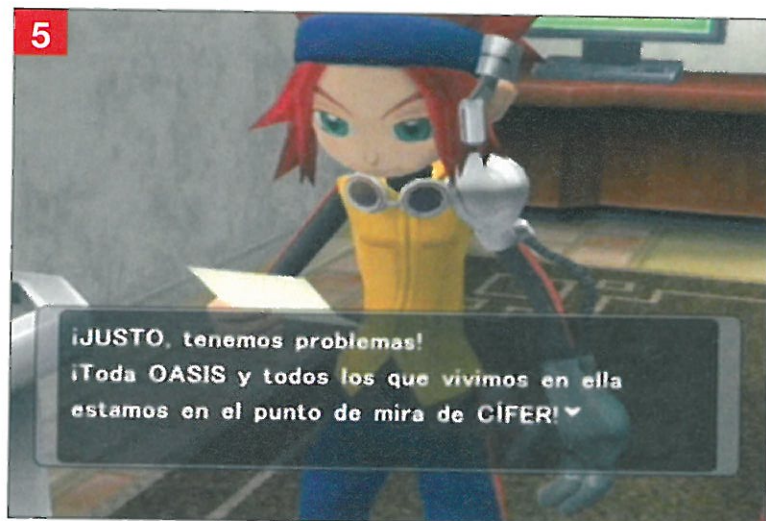 5
¡JUSTO, tenemos problemas!
¡Toda OASIS y todos los que vivimos en ella
estamos en el punto de mira de CÍFER!